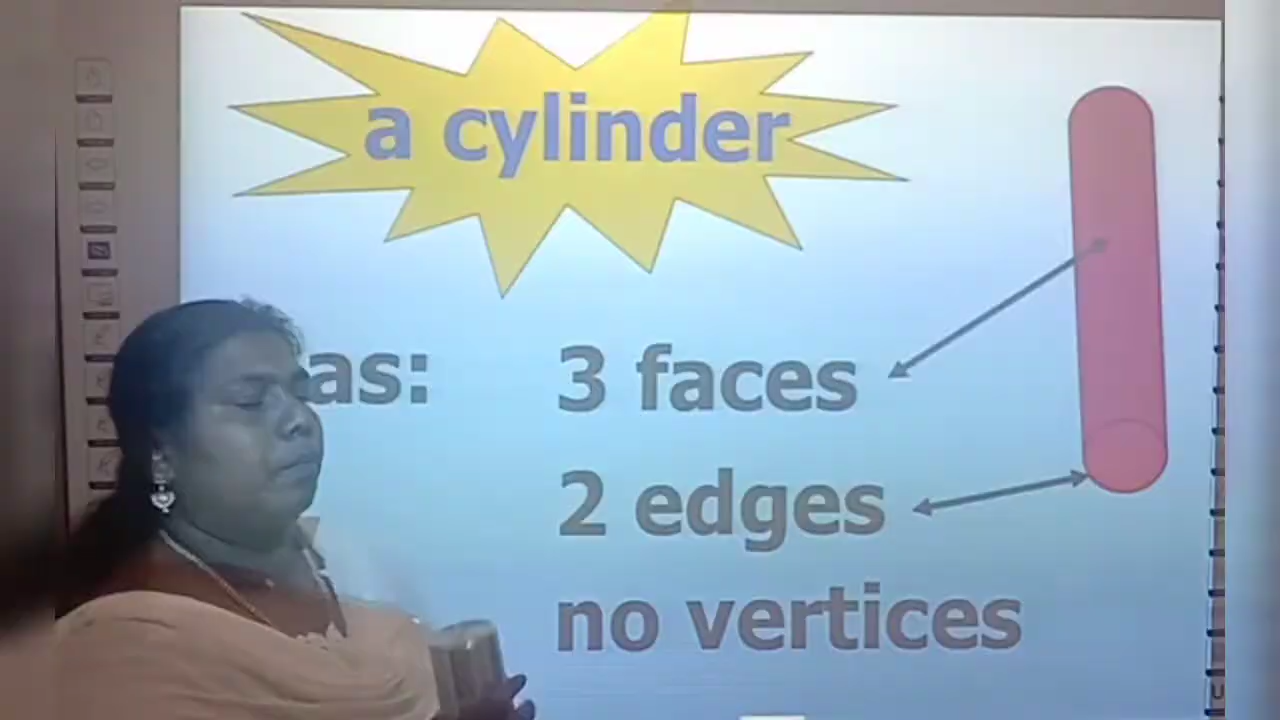 a cylinder
as: 3 faces
2 edges
no vertices